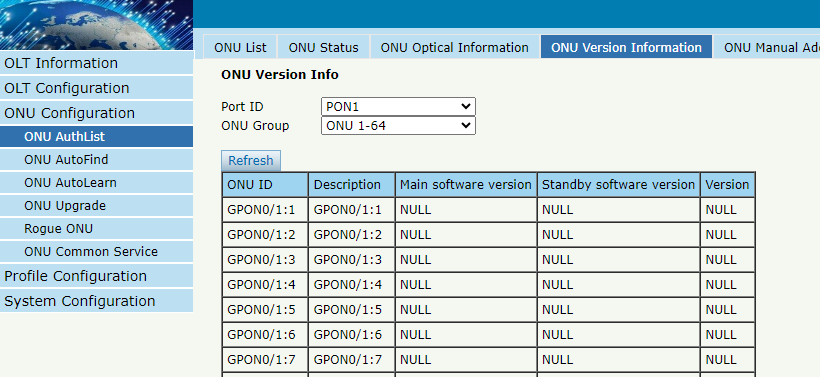 ONU List ONU Status ONU Optical Information ONU Version Information ONU Manual Ad
OLT Information
OLT Configuration
ONU Configuration
ONU AuthList
ONU AutoFind
ONU AutoLearn
ONU Upgrade
Rogue ONU
ONU Common Service
Profile Configuration
System Configuration
ONU Version Info
Port ID PON1
ONU Group ONU 1-64
Refresh
ONU ID Description Main software version Standby software version Version
GPON0/1:1 GPON0/1:1 NULL NULL NULL
GPON0/1:2 GPON0/1:2 NULL NULL NULL
GPON0/1:3 GPON0/1:3 NULL NULL NULL
GPON0/1:4 GPON0/1:4 NULL NULL NULL
GPON0/1:5 GPON0/1:5 NULL NULL NULL
GPON0/1:6 GPON0/1:6 NULL NULL NULL
GPON0/1:7 GPON0/1:7 NULL NULL NULL